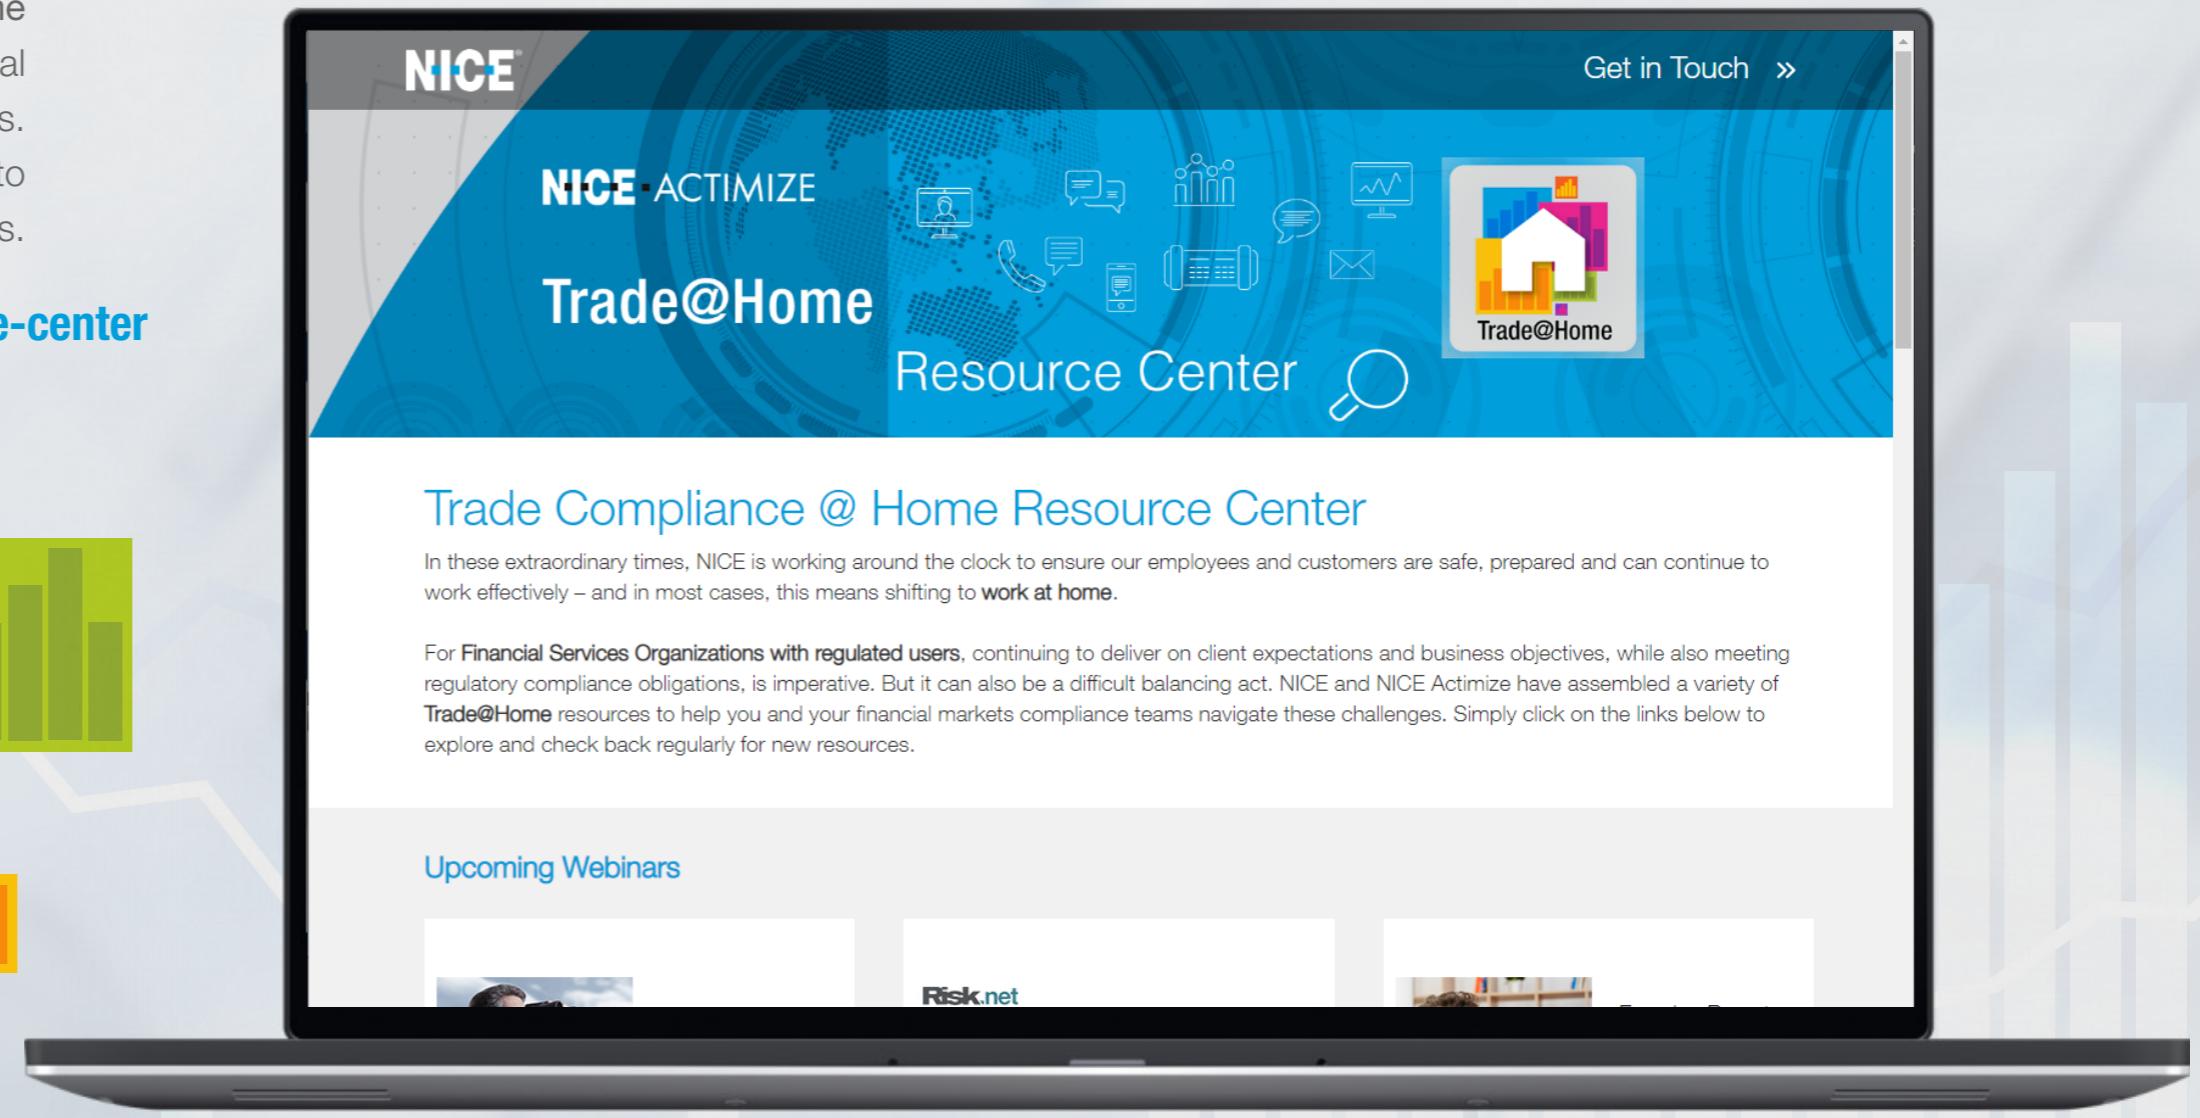 al
s.
to
s.
e-center
NICE
Get in Touch »
NICE ACTIMIZE
Trade@Home
Resource Center
Trade@Home
Trade Compliance @ Home Resource Center
In these extraordinary times, NICE is working around the clock to ensure our employees and customers are safe, prepared and can continue to
work effectively – and in most cases, this means shifting to work at home.
For Financial Services Organizations with regulated users, continuing to deliver on client expectations and business objectives, while also meeting
regulatory compliance obligations, is imperative. But it can also be a difficult balancing act. NICE and NICE Actimize have assembled a variety of
Trade@Home resources to help you and your financial markets compliance teams navigate these challenges. Simply click on the links below to
explore and check back regularly for new resources.
Upcoming Webinars
Risk.net